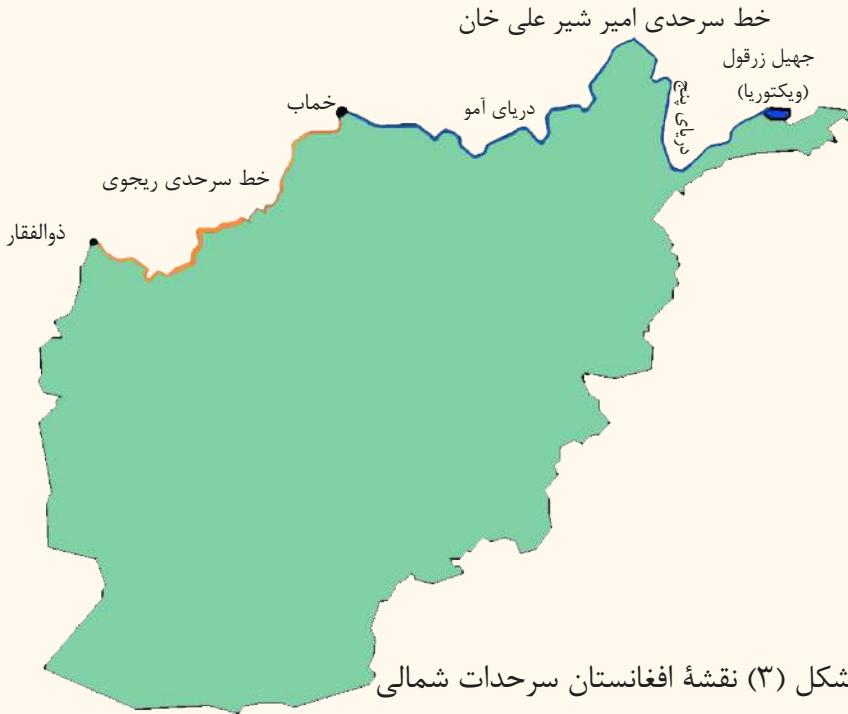 خط سرحدی امیر شیر علی خان
جهیل زرقول
(ویکتوریا)
دریای پنج
دریای آمو
خماب
خط سرحدی ریجوی
ذوالفقار
شکل (۳) نقشۀ افغانستان سرحدات شمالی